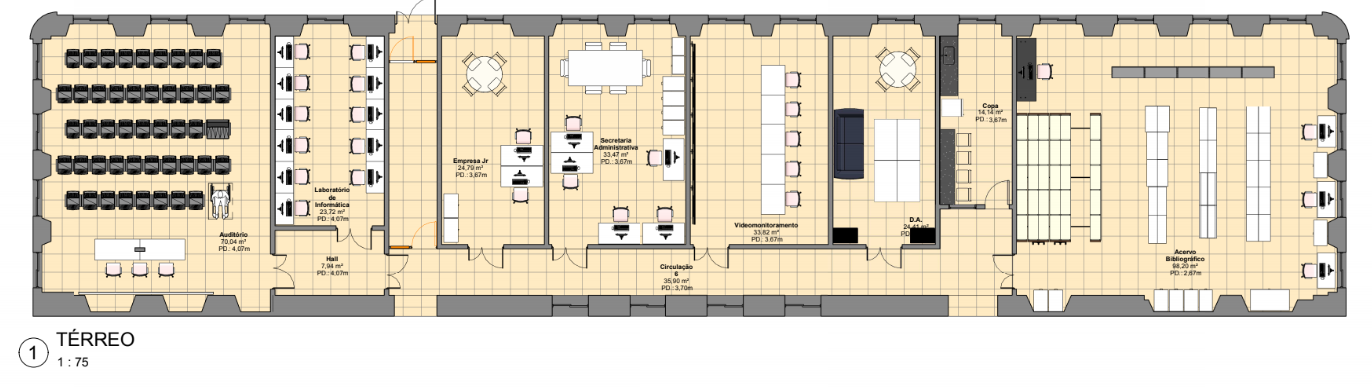 Auditório
70,04 m²
PD.: 4,07m
Laboratório
de
Informática
23,72 m²
PD.: 4,07m
Hall
7,94 m²
PD.: 4,07m
Empresa Jr
24,79 m²
PD.: 3,67m
Secretaria
Administrativa
33,47 m²
PD.: 3,67m
Videomonitoramento
33,62 m²
PD.: 3,67m
D.A.
Copa
14,14 m²
PD.: 3,67m
Circulação
6
35,90 m²
PD.: 3,70m
Acervo
Bibliográfico
98,20 m²
PD.: 2,67m
1
TÉRREO
1 : 75